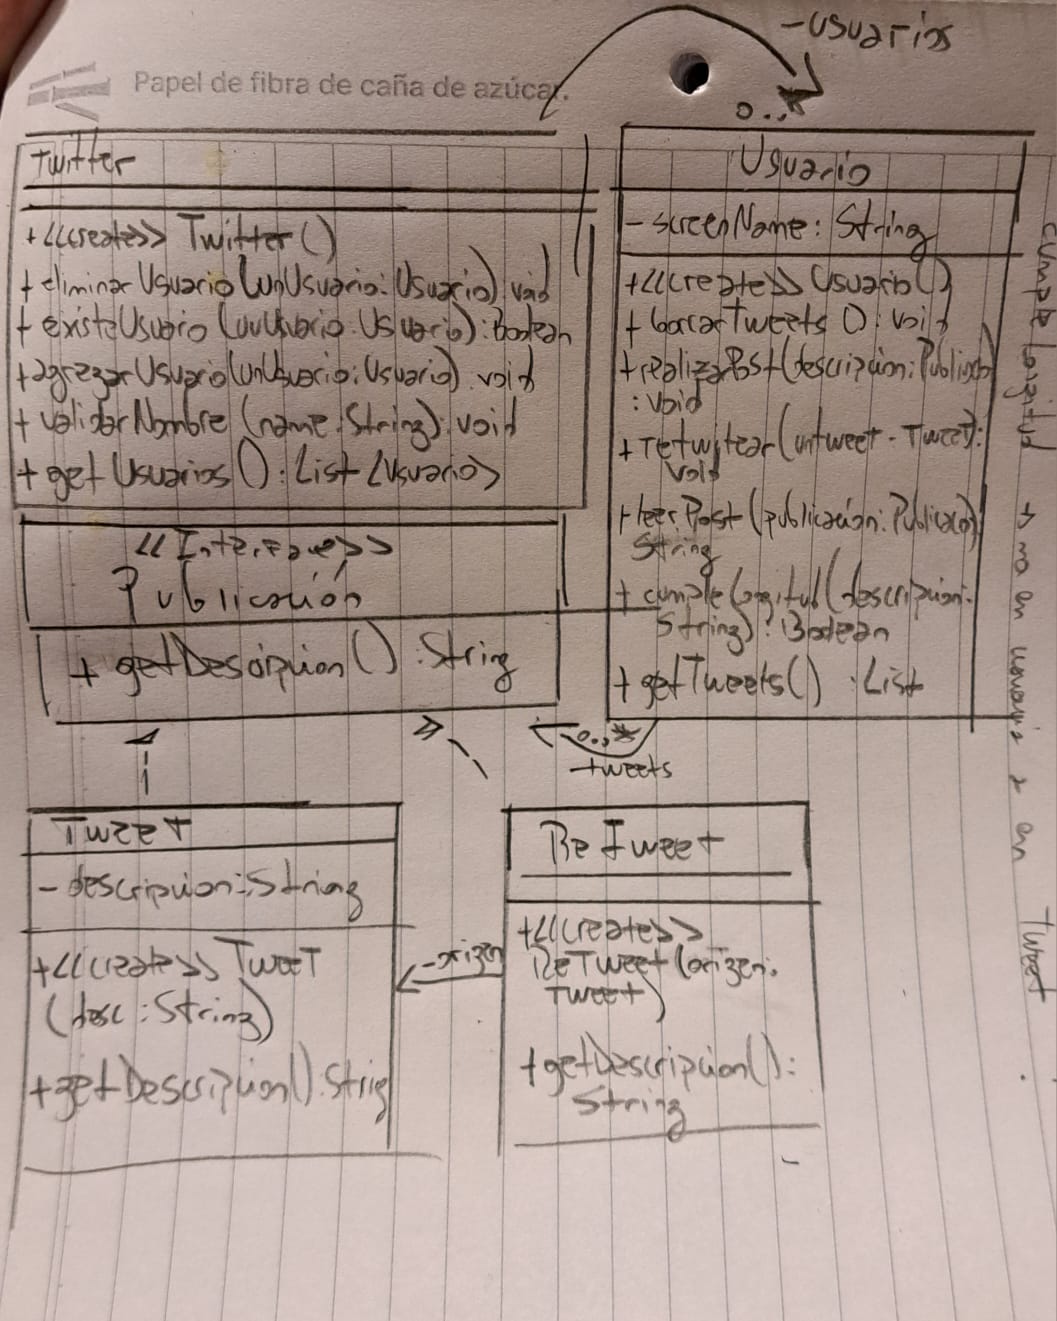 Papel de fibra de caña de azúcar.
- usuarios
0..*
Twitter
+<<create>> Twitter()
+ eliminarUsuario(unUsuario: Usuario): void
+ existeUsuario(unUsuario: Usuario): Boolean
+agregarUsuario(unUsuario: Usuario): void
+ validarNombre (name: String): void
+ getUsuarios(): List <Usuario>
Usuario
- screenName: String
+<<create>> Usuario()
+ borrarTweets (): void
+realizarPost(descripcion:
: void
+ retwitear(untweet: Tweet):
void
+leerPost(publicación:
String
+ cumpleLongitud(descripcion:
String): Boolean
+ getTweets() : List
<<Interface>>
Publicación
+ getDescripcion() : String
0..*
tweets
Tweet
- descripcion: String
+<<create>> Tweet
(desc: String)
+getDescripcion(): String
-origen
ReTweet
+<<create>>
ReTweet(origen:
Tweet)
+getDescripcion():
String
cumple Longitud → en usuario en Tweet